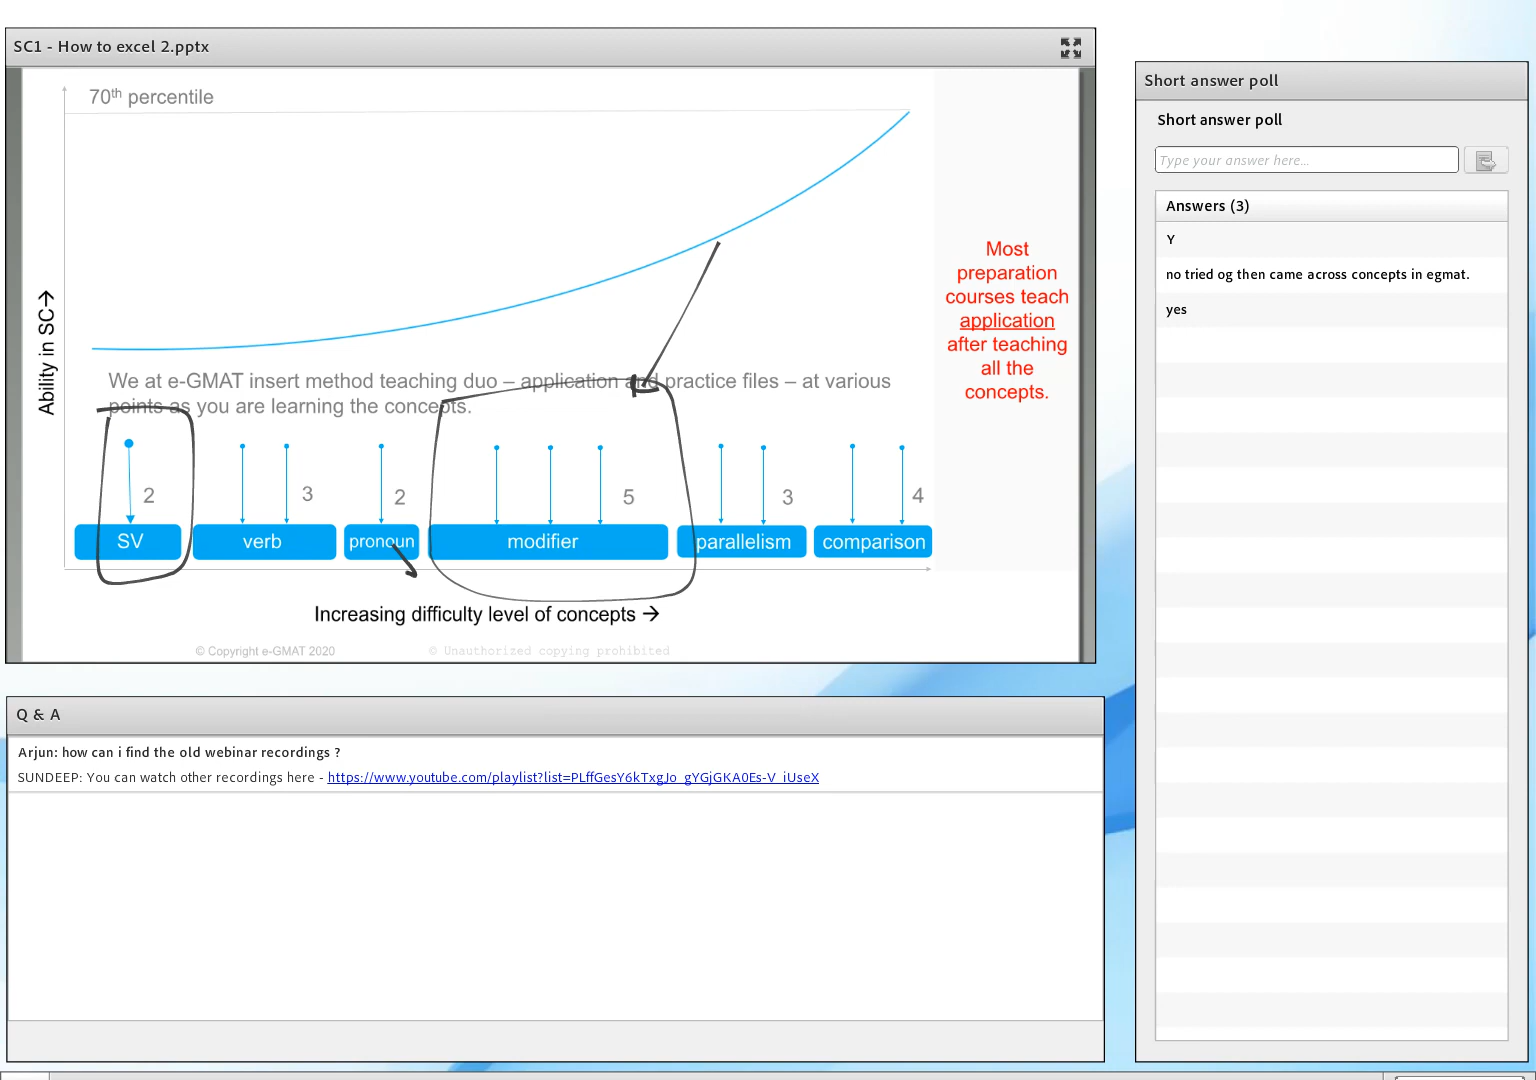 SC1 - How to excel 2.pptx
70th percentile
Ability in SC→
We at e-GMAT insert method teaching duo – application and practice files – at various
points as you are learning the concepts.
2
3
2
5
3
4
SV
verb
pronoun
modifier
parallelism
comparison
Increasing difficulty level of concepts →
© Copyright e-GMAT 2020
© Unauthorized copying prohibited
Most
preparation
courses teach
application
after teaching
all the
concepts.
Short answer poll
Short answer poll
Type your answer here...
Answers (3)
Y
no tried og then came across concepts in egmat.
yes
Q & A
Arjun: how can i find the old webinar recordings ?
SUNDEEP: You can watch other recordings here - https://www.youtube.com/playlist?list=PLffGesY6kTxgJo_gYGjGKA0Es-V_iUseX